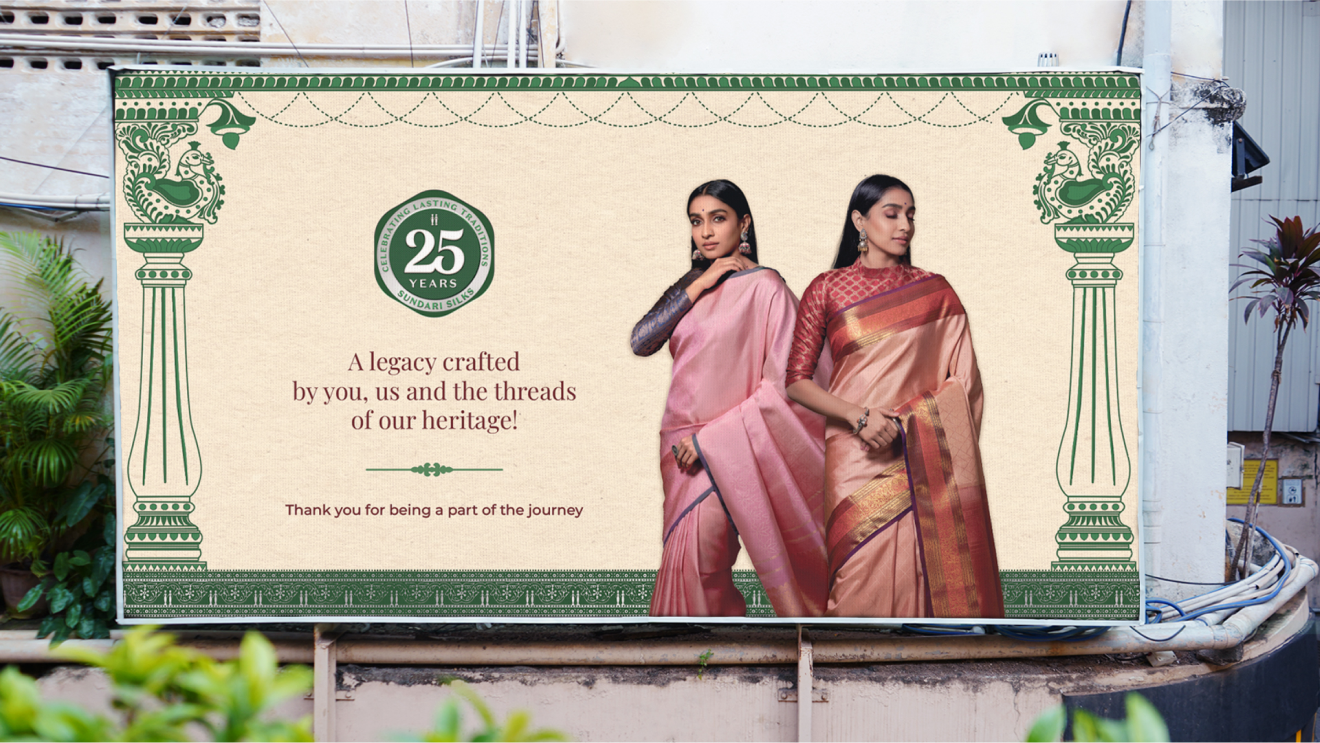 CELEBRATING LASTING TRADITIONS
25
YEARS
SUNDARI SILKS
A legacy crafted
by you, us and the threads
of our heritage!
Thank you for being a part of the journey